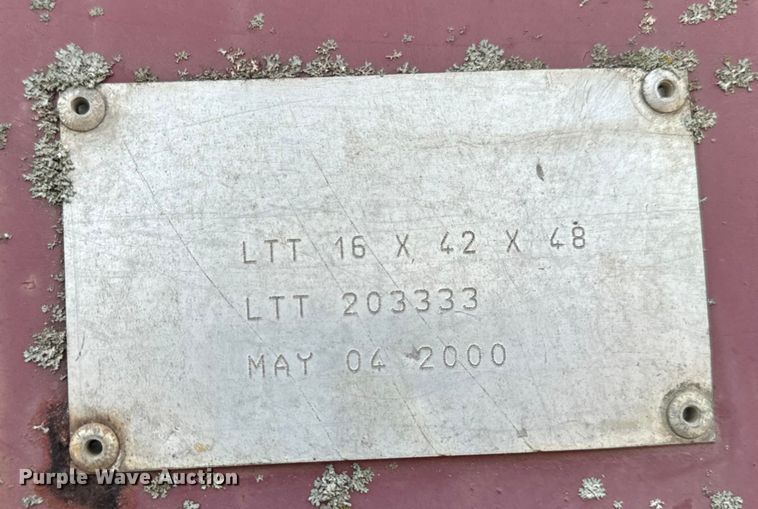 LTT 16 X 42 X 48
LTT 203333
MAY 04 2000
Purple Wave Auction